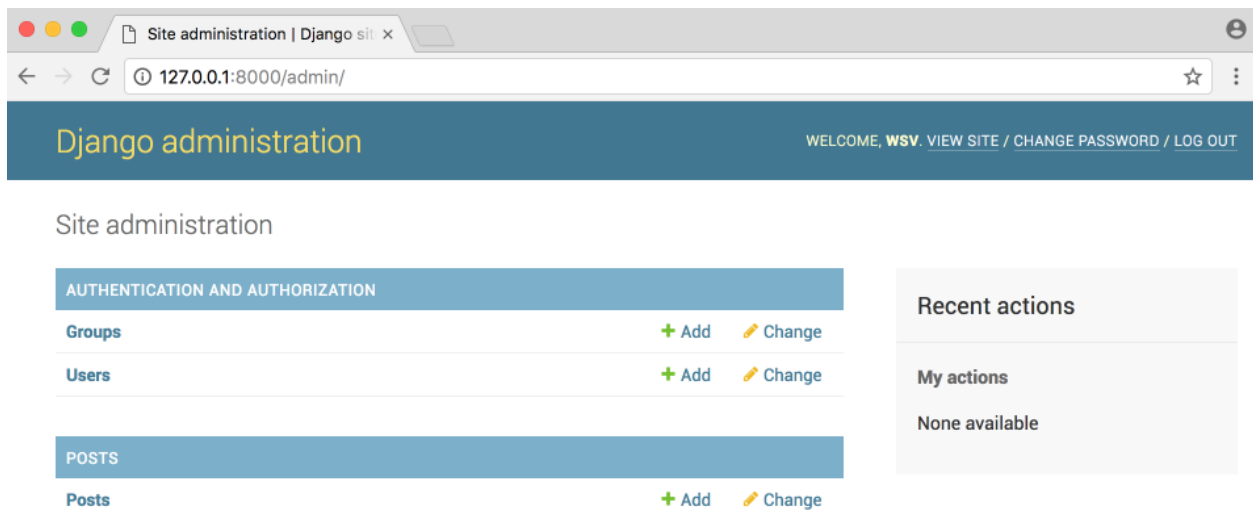 Site administration | Django sit
127.0.0.1:8000/admin/
Django administration
WELCOME, WSV. VIEW SITE / CHANGE PASSWORD / LOG OUT
Site administration
AUTHENTICATION AND AUTHORIZATION
Groups Add Change
Users Add Change
POSTS
Posts Add Change
Recent actions
My actions
None available